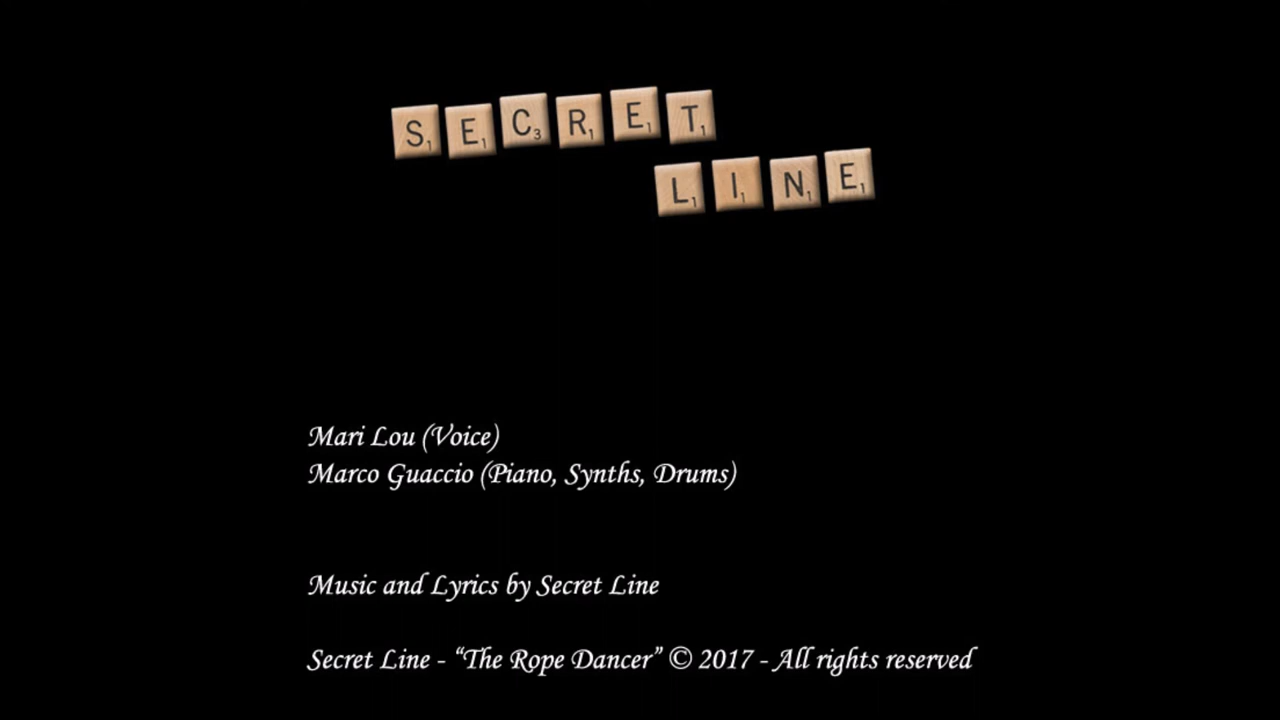 SECRET
LINE
Mari Lou (Voice)
Marco Guaccio (Piano, Synths, Drums)
Music and Lyrics by Secret Line
Secret Line - “The Rope Dancer” © 2017 - All rights reserved